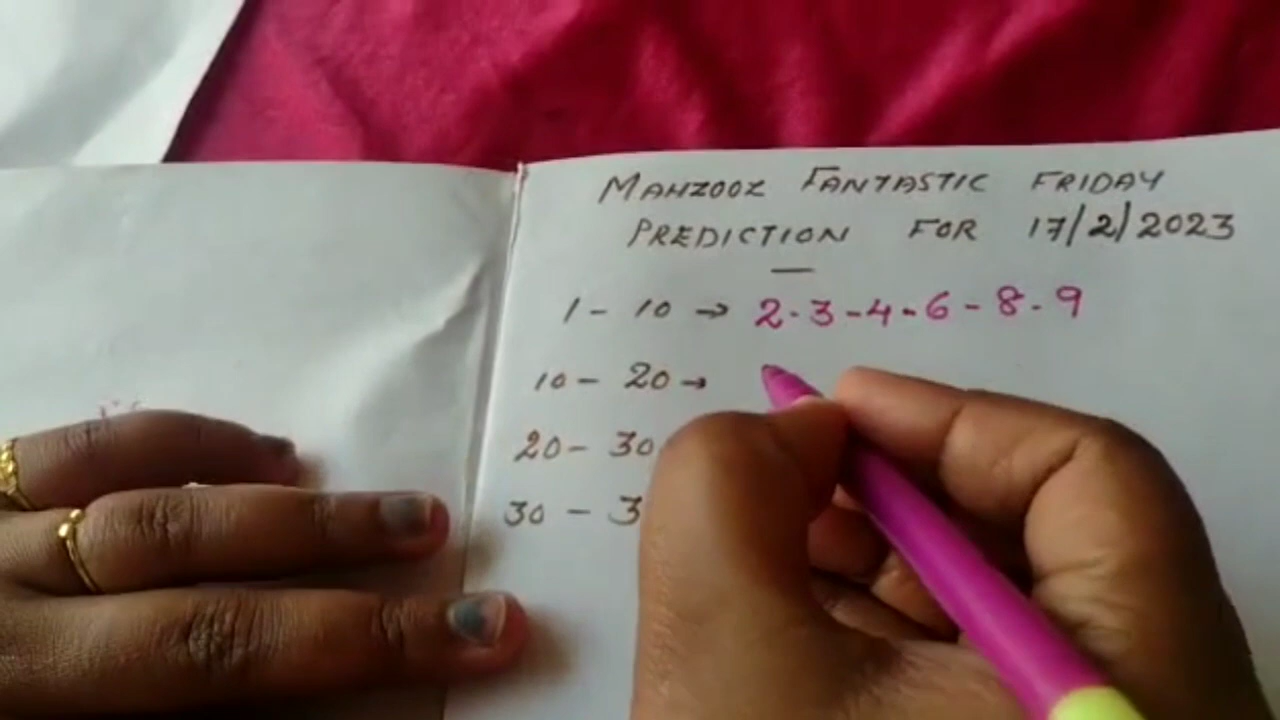 MAHZOOZ FANTASTIC FRIDAY
PREDICTION FOR 17/2/2023
1 - 10 → 2-3-4-6-8-9
10 - 20 →
20 - 30
30 - 3